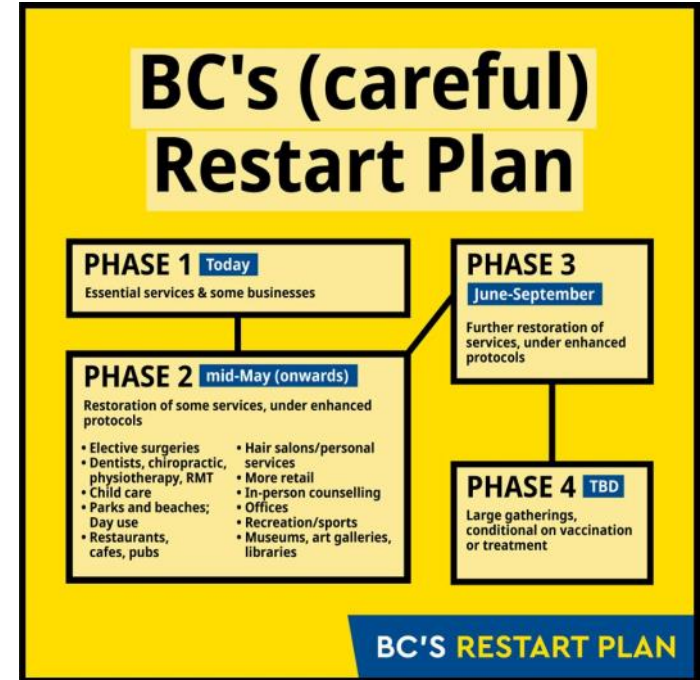 BC's (careful)
Restart Plan
PHASE 1 Today
Essential services & some businesses
PHASE 2 mid-May (onwards)
Restoration of some services, under enhanced
protocols
• Elective surgeries
• Dentists, chiropractic,
physiotherapy, RMT
• Child care
• Parks and beaches;
Day use
• Restaurants,
cafes, pubs
• Hair salons/personal
services
• More retail
• In-person counselling
• Offices
• Recreation/sports
• Museums, art galleries,
libraries
PHASE 3
June-September
Further restoration of
services, under enhanced
protocols
PHASE 4 TBD
Large gatherings,
conditional on vaccination
or treatment
BC'S RESTART PLAN